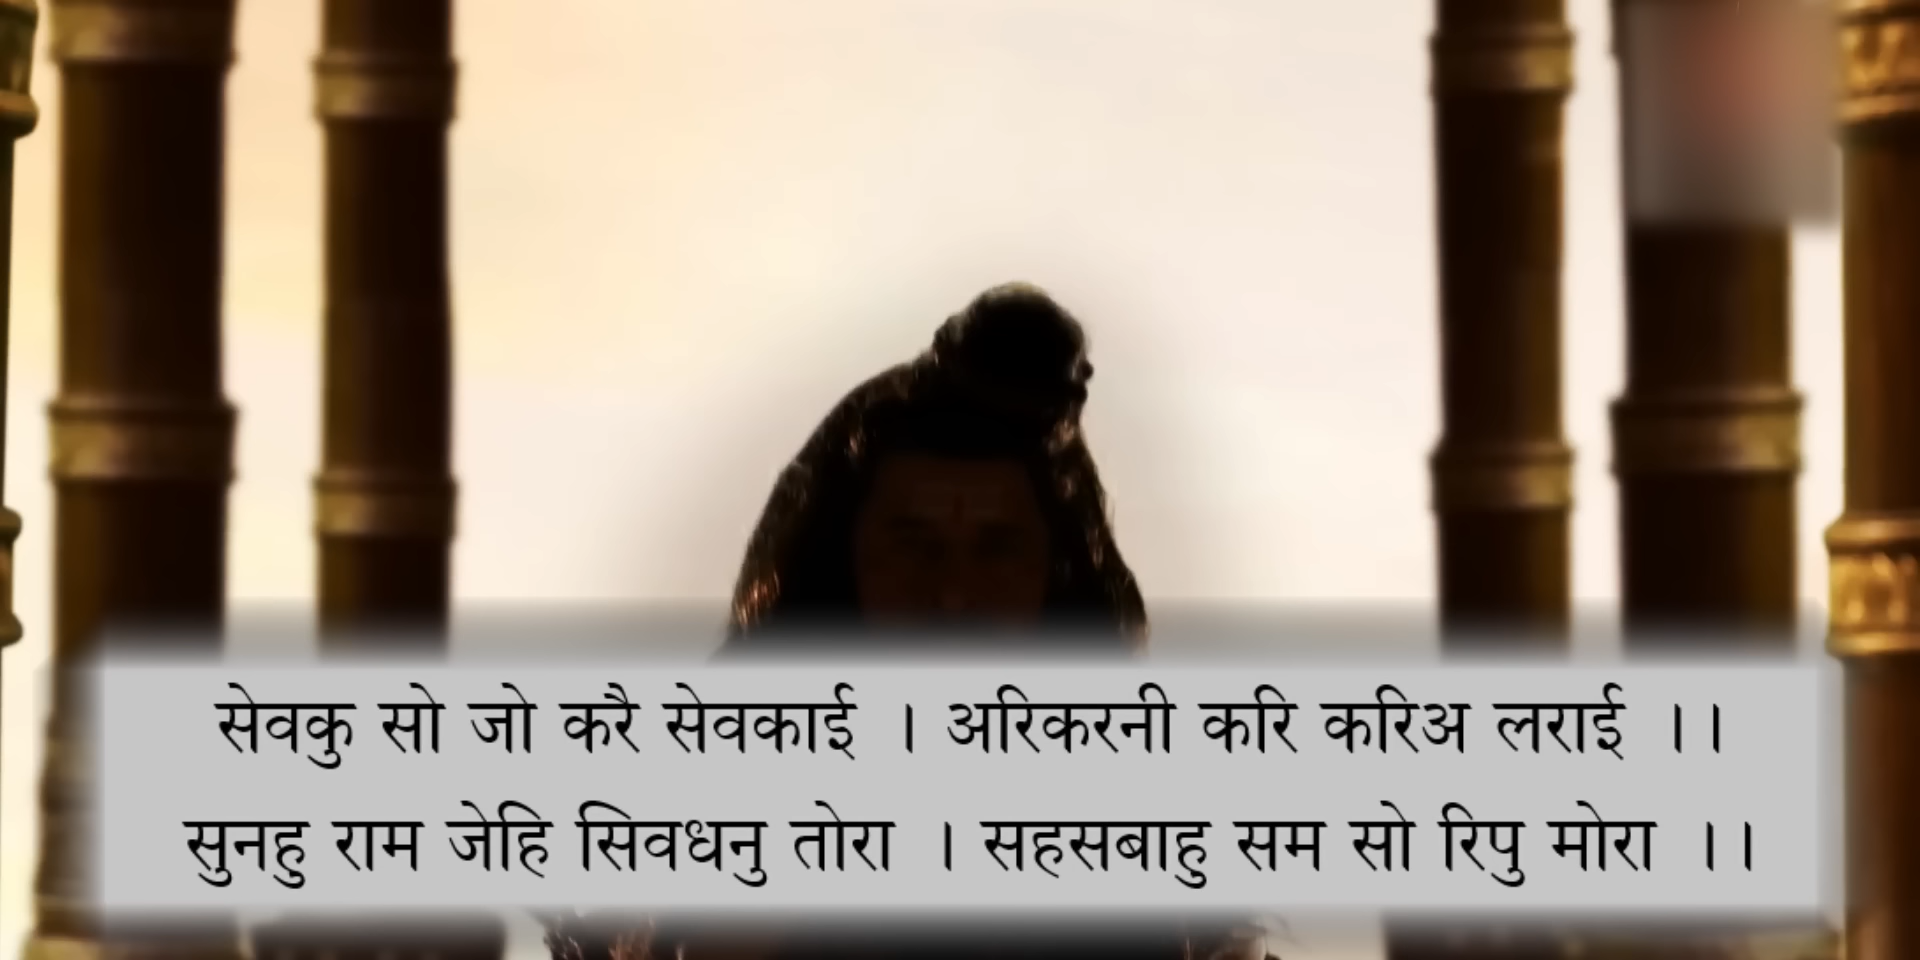 सेवकु सो जो करै सेवकाई । अरिकरनी करि करिअ लराई ।।
सुनहु राम जेहि सिवधनु तोरा । सहसबाहु सम सो रिपु मोरा ।।